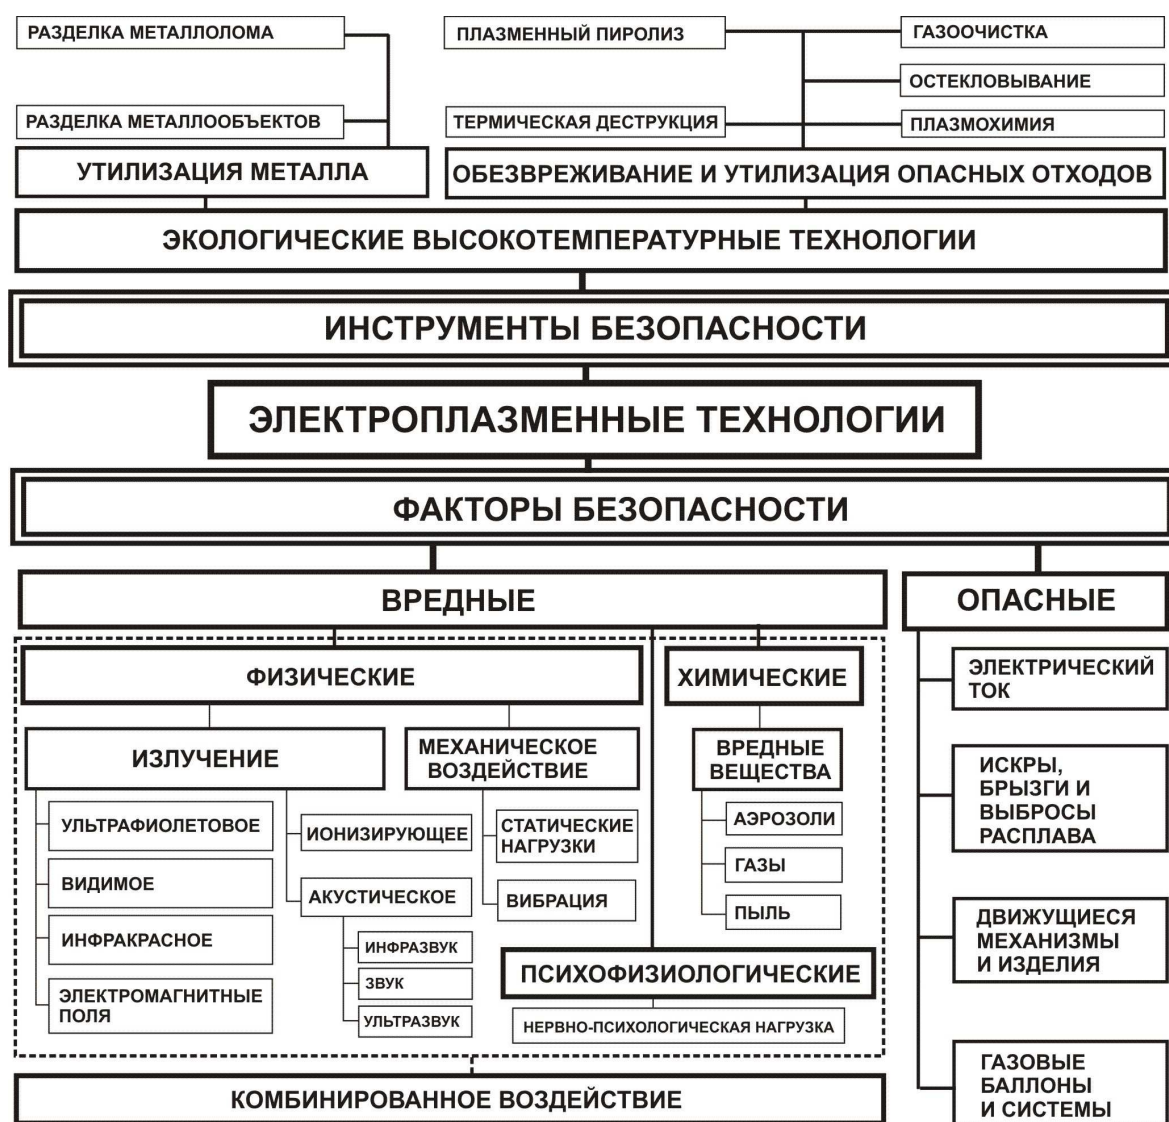 РАЗДЕЛКА МЕТАЛЛОЛОМА
ПЛАЗМЕННЫЙ ПИРОЛИЗ
ГАЗООЧИСТКА
ОСТЕКЛОВЫВАНИЕ
РАЗДЕЛКА МЕТАЛЛООБЪЕКТОВ
ТЕРМИЧЕСКАЯ ДЕСТРУКЦИЯ
ПЛАЗМОХИМИЯ
УТИЛИЗАЦИЯ МЕТАЛЛА
ОБЕЗВРЕЖИВАНИЕ И УТИЛИЗАЦИЯ ОПАСНЫХ ОТХОДОВ
ЭКОЛОГИЧЕСКИЕ ВЫСОКОТЕМПЕРАТУРНЫЕ ТЕХНОЛОГИИ
ИНСТРУМЕНТЫ БЕЗОПАСНОСТИ
ЭЛЕКТРОПЛАЗМЕННЫЕ ТЕХНОЛОГИИ
ФАКТОРЫ БЕЗОПАСНОСТИ
ВРЕДНЫЕ
ФИЗИЧЕСКИЕ
ИЗЛУЧЕНИЕ
УЛЬТРАФИОЛЕТОВОЕ
ВИДИМОЕ
ИНФРАКРАСНОЕ
ЭЛЕКТРОМАГНИТНЫЕ
ПОЛЯ
ИОНИЗИРУЮЩЕЕ
АКУСТИЧЕСКОЕ
ИНФРАЗВУК
ЗВУК
УЛЬТРАЗВУК
МЕХАНИЧЕСКОЕ
ВОЗДЕЙСТВИЕ
СТАТИЧЕСКИЕ
НАГРУЗКИ
ВИБРАЦИЯ
ХИМИЧЕСКИЕ
ВРЕДНЫЕ
ВЕЩЕСТВА
АЭРОЗОЛИ
ГАЗЫ
ПЫЛЬ
ПСИХОФИЗИОЛОГИЧЕСКИЕ
НЕРВНО-ПСИХОЛОГИЧЕСКАЯ НАГРУЗКА
КОМБИНИРОВАННОЕ ВОЗДЕЙСТВИЕ
ОПАСНЫЕ
ЭЛЕКТРИЧЕСКИЙ
ТОК
ИСКРЫ,
БРЫЗГИ И
ВЫБРОСЫ
РАСПЛАВА
ДВИЖУЩИЕСЯ
МЕХАНИЗМЫ
И ИЗДЕЛИЯ
ГАЗОВЫЕ
БАЛЛОНЫ
И СИСТЕМЫ